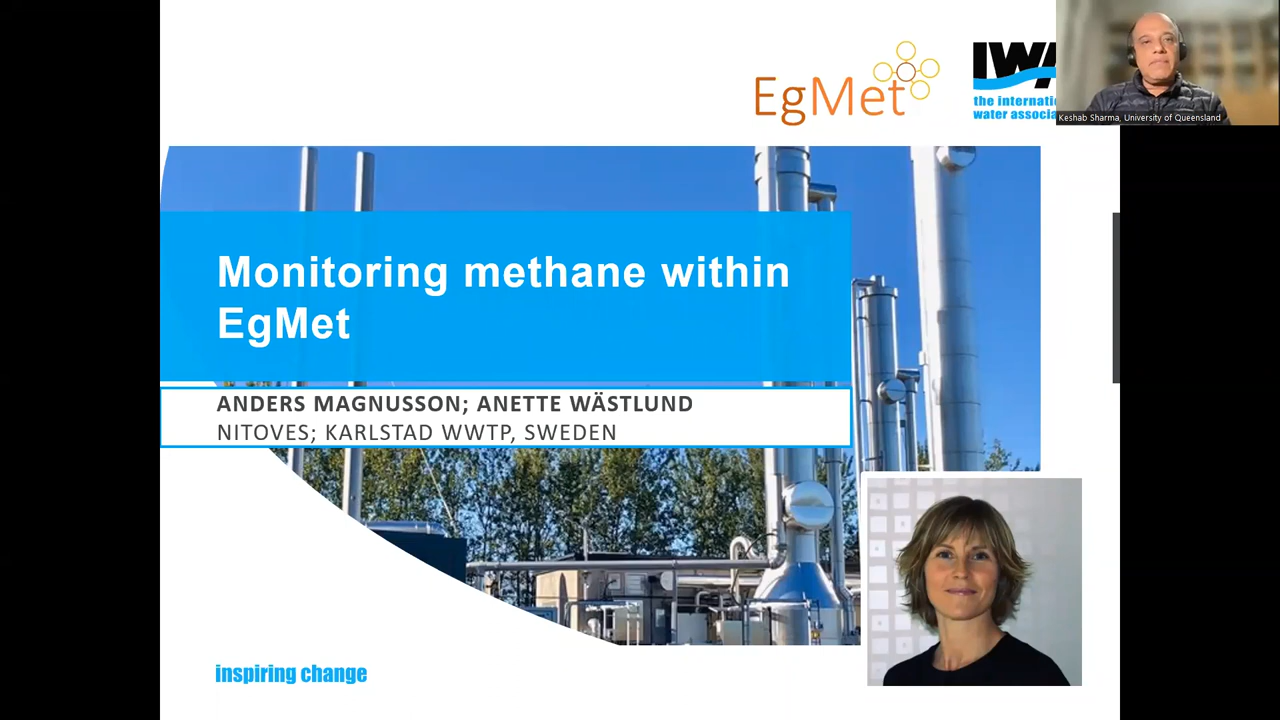 EgMet
IWA
the internati
water associa
Keshab Sharma, University of Queensland
Monitoring methane within
EgMet
ANDERS MAGNUSSON; ANETTE WÄSTLUND
NITOVES; KARLSTAD WWTP, SWEDEN
inspiring change